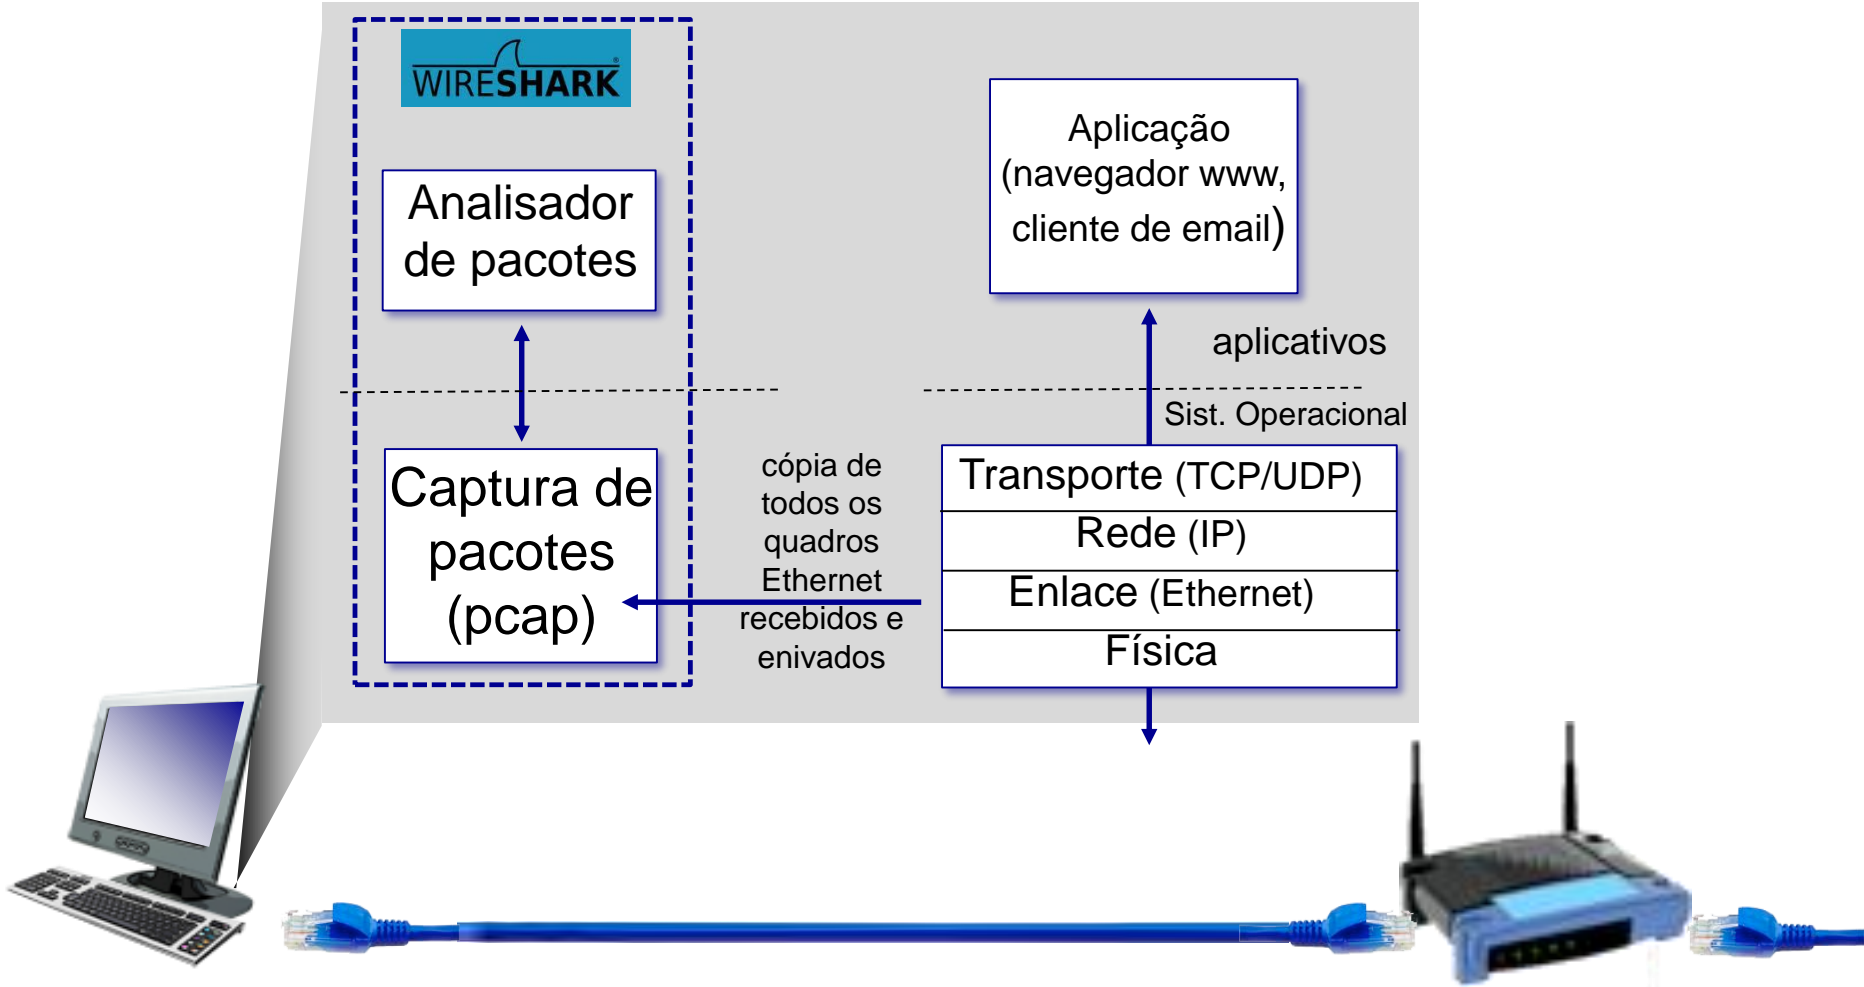 WIRESHARK
Analisador
de pacotes
Captura de
pacotes
(pcap)
cópia de
todos os
quadros
Ethernet
recebidos e
enivados
Aplicação
(navegador www,
cliente de email)
aplicativos
Sist. Operacional
Transporte (TCP/UDP)
Rede (IP)
Enlace (Ethernet)
Física